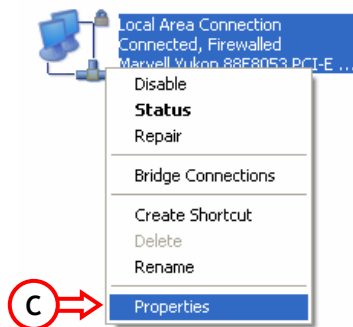 Local Area Connection
Connected, Firewalled
Marvell Yukon 88E8053 PCI-E ...
Disable
Status
Repair
Bridge Connections
Create Shortcut
Delete
Rename
C
Properties